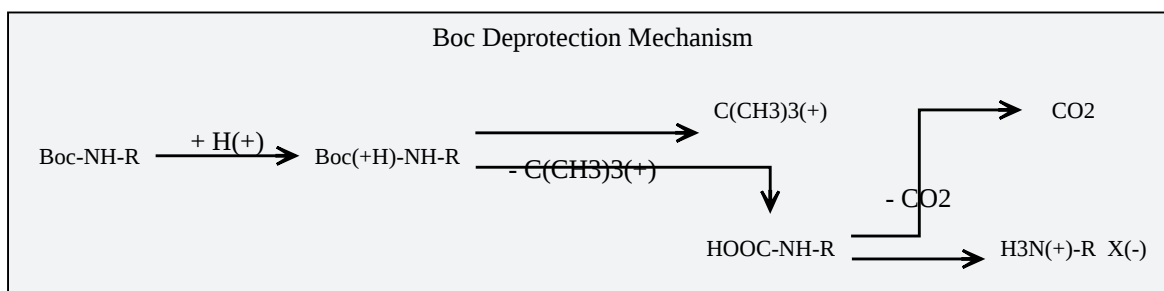 Boc Deprotection Mechanism
C(CH3)3(+)
CO2
+ H(+)
Boc-NH-R
Boc(+H)-NH-R
- C(CH3)3(+)
- CO2
HOOC-NH-R
H3N(+)-R X(-)